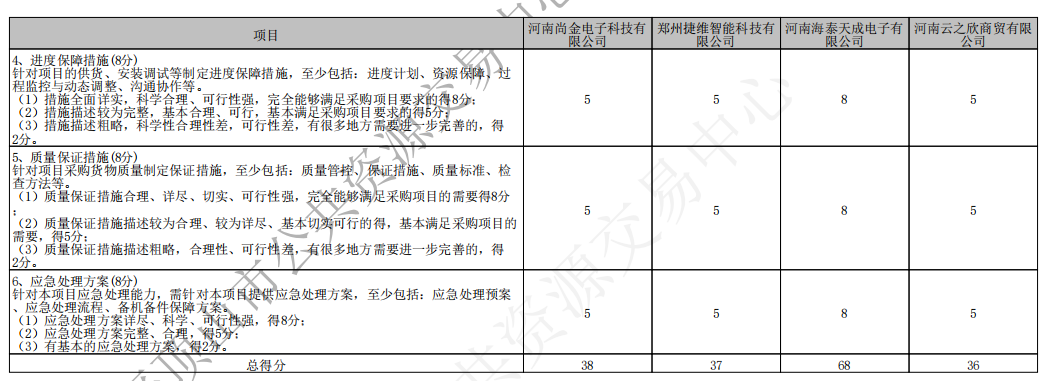 项目
河南尚金电子科技有
限公司
郑州捷维智能科技有
限公司
河南海泰天成电子有
限公司
河南云之欣商贸有限
公司
4、进度保障措施(8分)
针对项目的供货、安装调试等制定进度保障措施，至少包括：进度计划、资源保障、过
程监控与动态调整、沟通协作等。
（1）措施全面详实，科学合理、可行性强，完全能够满足采购项目要求的得8分；
（2）措施描述较为完整，基本合理、可行，基本满足采购项目要求的得5分；
（3）措施描述粗略，科学性合理性差，可行性差，有很多地方需要进一步完善的，得
2分。
5
5
8
5
5、质量保证措施(8分)
针对项目采购货物质量制定保证措施，至少包括：质量管控、保证措施、质量标准、检
查方法等。
（1）质量保证措施合理、详尽、切实、可行性强，完全能够满足采购项目的需要得8分
；
（2）质量保证措施描述较为合理、较为详尽、基本切实可行的得，基本满足采购项目的
需要，得5分；
（3）质量保证措施描述粗略，合理性、可行性差，有很多地方需要进一步完善的，得
2分。
5
5
8
5
6、应急处理方案(8分)
针对本项目应急处理能力，需针对本项目提供应急处理方案，至少包括：应急处理预案
、应急处理流程、备机备件保障方案。
（1）应急处理方案详尽、科学、可行性强，得8分；
（2）应急处理方案完整、合理，得5分；
（3）有基本的应急处理方案，得2分。
5
5
8
5
总得分
38
37
68
36
顶山市公共资源交易中心
共资源交易中心